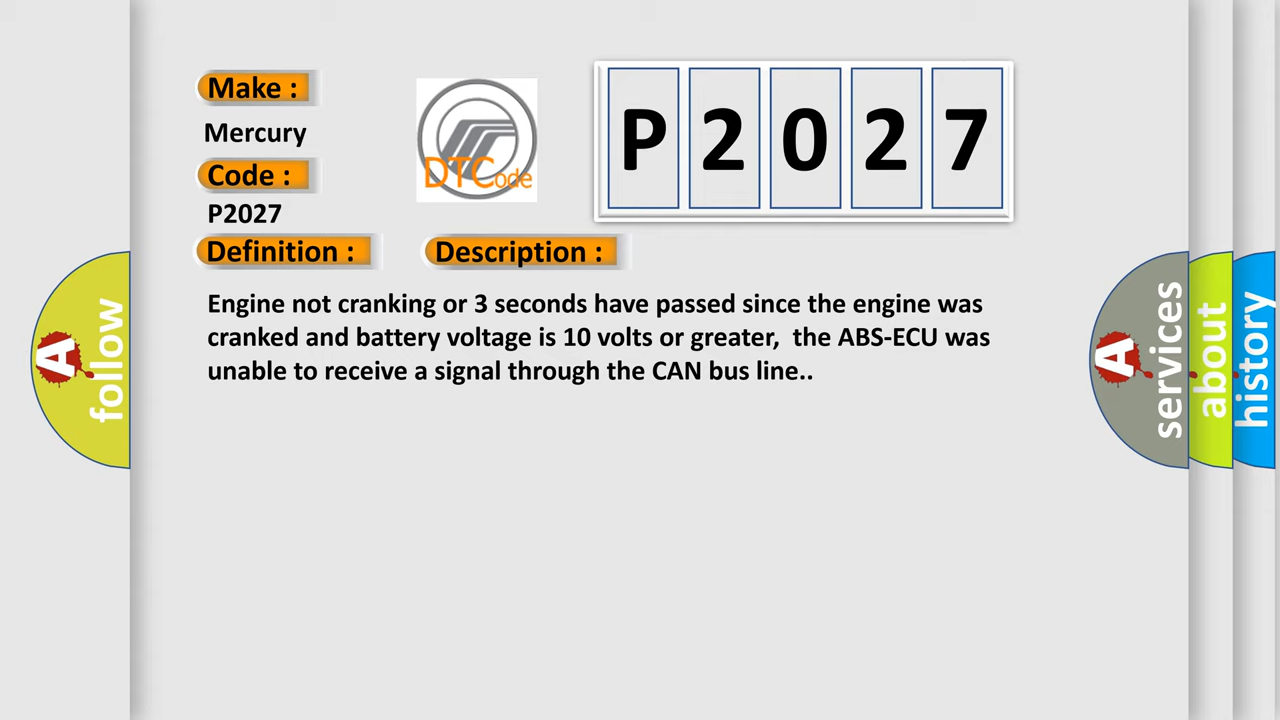 Make :
Mercury
Code :
P2027
Definition :
Description :
DTCode
P 2 0 2 7
Engine not cranking or 3 seconds have passed since the engine was
cranked and battery voltage is 10 volts or greater,  the ABS-ECU was
unable to receive a signal through the CAN bus line..
A follow
A services
about
history